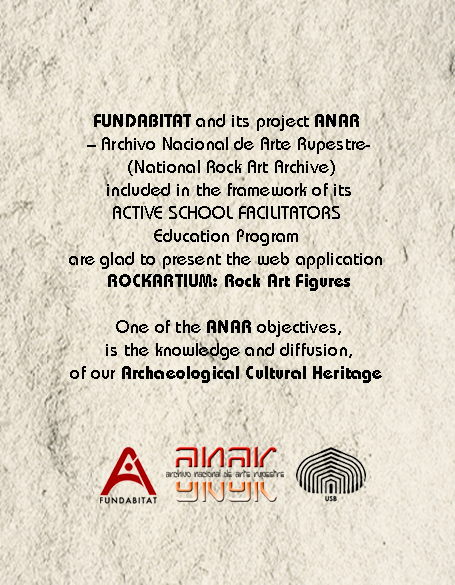 FUNDABITAT and its project ANAR
– Archivo Nacional de Arte Rupestre-
(National Rock Art Archive)
included in the framework of its
ACTIVE SCHOOL FACILITATORS
Education Program
are glad to present the web application
ROCKARTIUM: Rock Art Figures
One of the ANAR objectives,
is the knowledge and diffusion,
of our Archaeological Cultural Heritage
ANAR
archivo nacional de arte rupestre
FUNDABITAT
USB